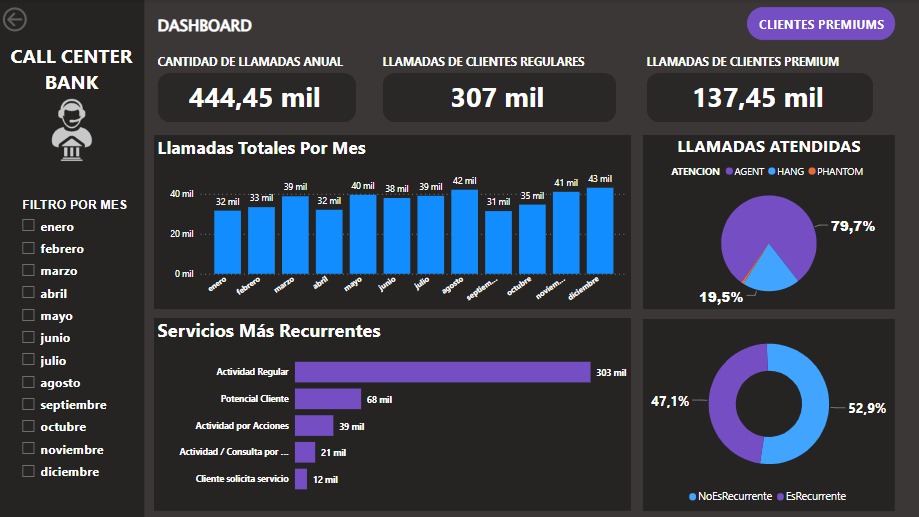 CALL CENTER
BANK
FILTRO POR MES
enero
febrero
marzo
abril
mayo
junio
julio
agosto
septiembre
octubre
noviembre
diciembre
DASHBOARD
CLIENTES PREMIUMS
CANTIDAD DE LLAMADAS ANUAL
444,45 mil
LLAMADAS DE CLIENTES REGULARES
307 mil
LLAMADAS DE CLIENTES PREMIUM
137,45 mil
Llamadas Totales Por Mes
40 mil
20 mil
0 mil
32 mil
33 mil
39 mil
32 mil
40 mil
38 mil
39 mil
42 mil
31 mil
35 mil
41 mil
43 mil
enero
febrero
marzo
abril
mayo
junio
julio
agosto
septiem...
octubre
noviem...
diciembre
LLAMADAS ATENDIDAS
ATENCION AGENT HANG PHANTOM
79,7%
19,5%
Servicios Más Recurrentes
Actividad Regular 303 mil
Potencial Cliente 68 mil
Actividad por Acciones 39 mil
Actividad / Consulta por ... 21 mil
Cliente solicita servicio 12 mil
47,1%
52,9%
NoEsRecurrente EsRecurrente